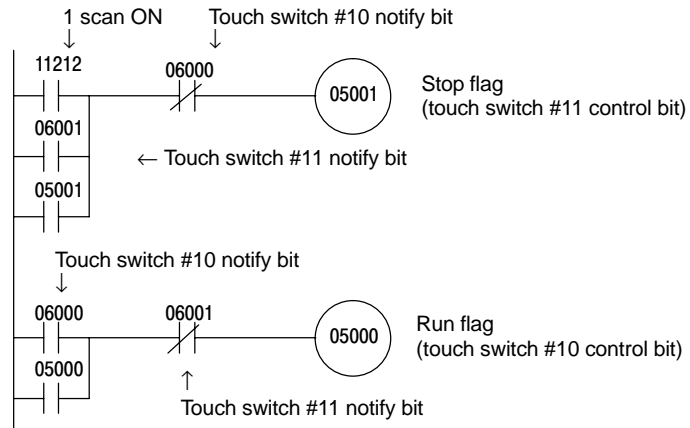 1 scan ON
Touch switch #10 notify bit
↓
↓
11212
06000
05001
Stop flag
(touch switch #11 control bit)
06001
← Touch switch #11 notify bit
05001
Touch switch #10 notify bit
↓
06000
06001
05000
Run flag
(touch switch #10 control bit)
05000
↑
Touch switch #11 notify bit